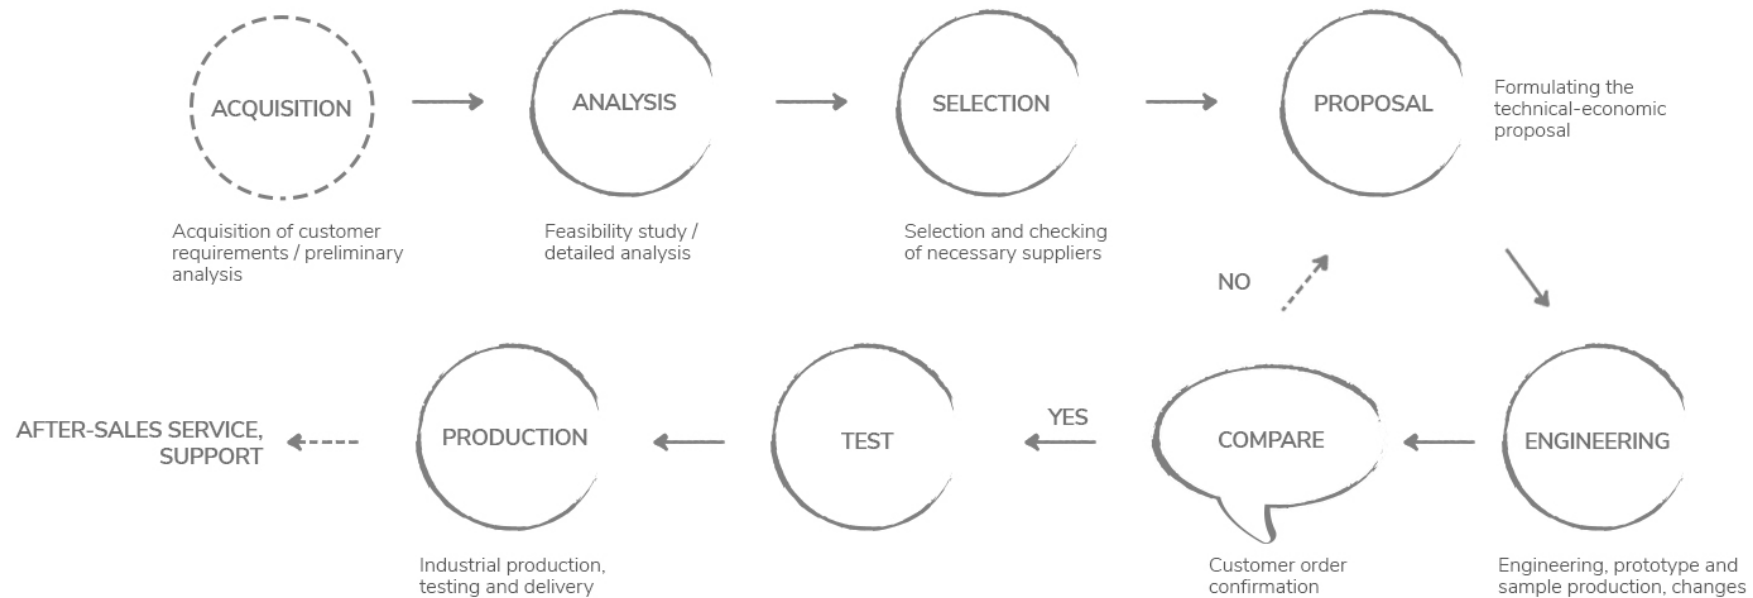 ACQUISITION
Acquisition of customer
requirements / preliminary
analysis
ANALYSIS
Feasibility study /
detailed analysis
SELECTION
Selection and checking
of necessary suppliers
PROPOSAL
Formulating the
technical-economic
proposal
NO
ENGINEERING
Engineering, prototype and
sample production, changes
COMPARE
Customer order
confirmation
YES
TEST
PRODUCTION
Industrial production,
testing and delivery
AFTER-SALES SERVICE,
SUPPORT